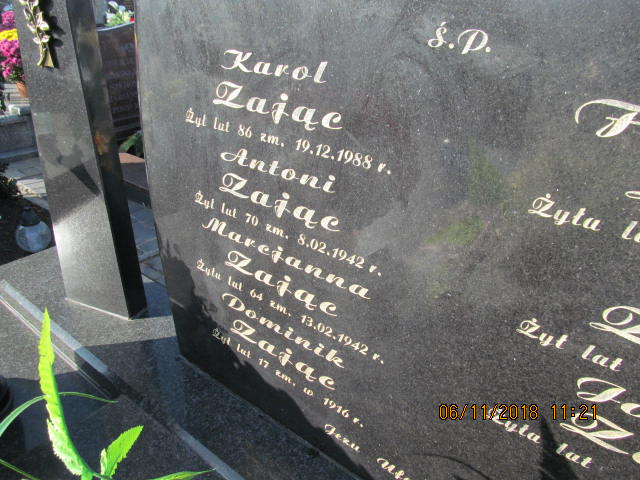 Ś.P.
Karol
Zając
Żył lat 86 zm. 19.12.1988 r.
Antoni
Zając
Żył lat 70 zm. 8.02.1942 r.
Marcjanna
Zając
Żyła lat 64 zm. 13.02.1942 r.
Dominik
Zając
Żył lat 17 zm. w 1916 r.
Jezu
Żyła
Żył lat
Żyła lat
06/11/2018 11:21